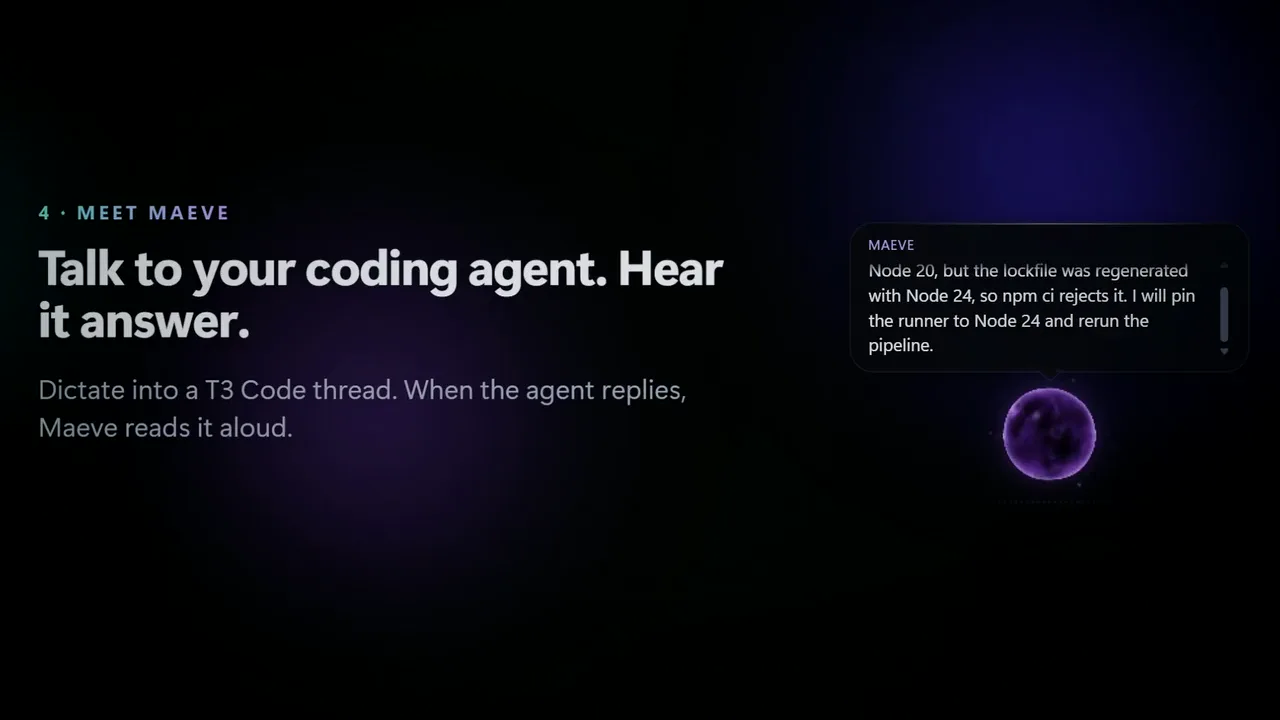 4 · MEET MAEVE
Talk to your coding agent. Hear
it answer.
Dictate into a T3 Code thread. When the agent replies,
Maeve reads it aloud.
MAEVE
Node 20, but the lockfile was regenerated
with Node 24, so npm ci rejects it. I will pin
the runner to Node 24 and rerun the
pipeline.